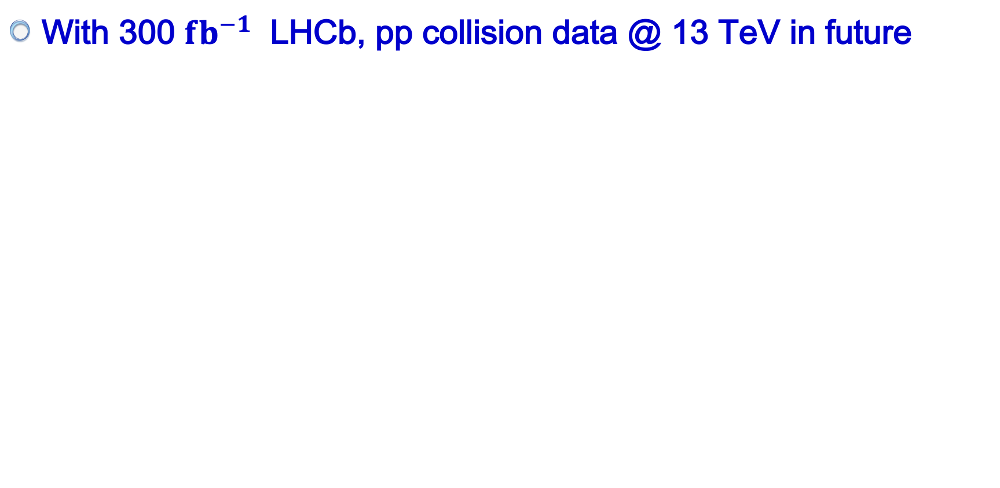 With 300 fb⁻¹ LHCb, pp collision data @ 13 TeV in future